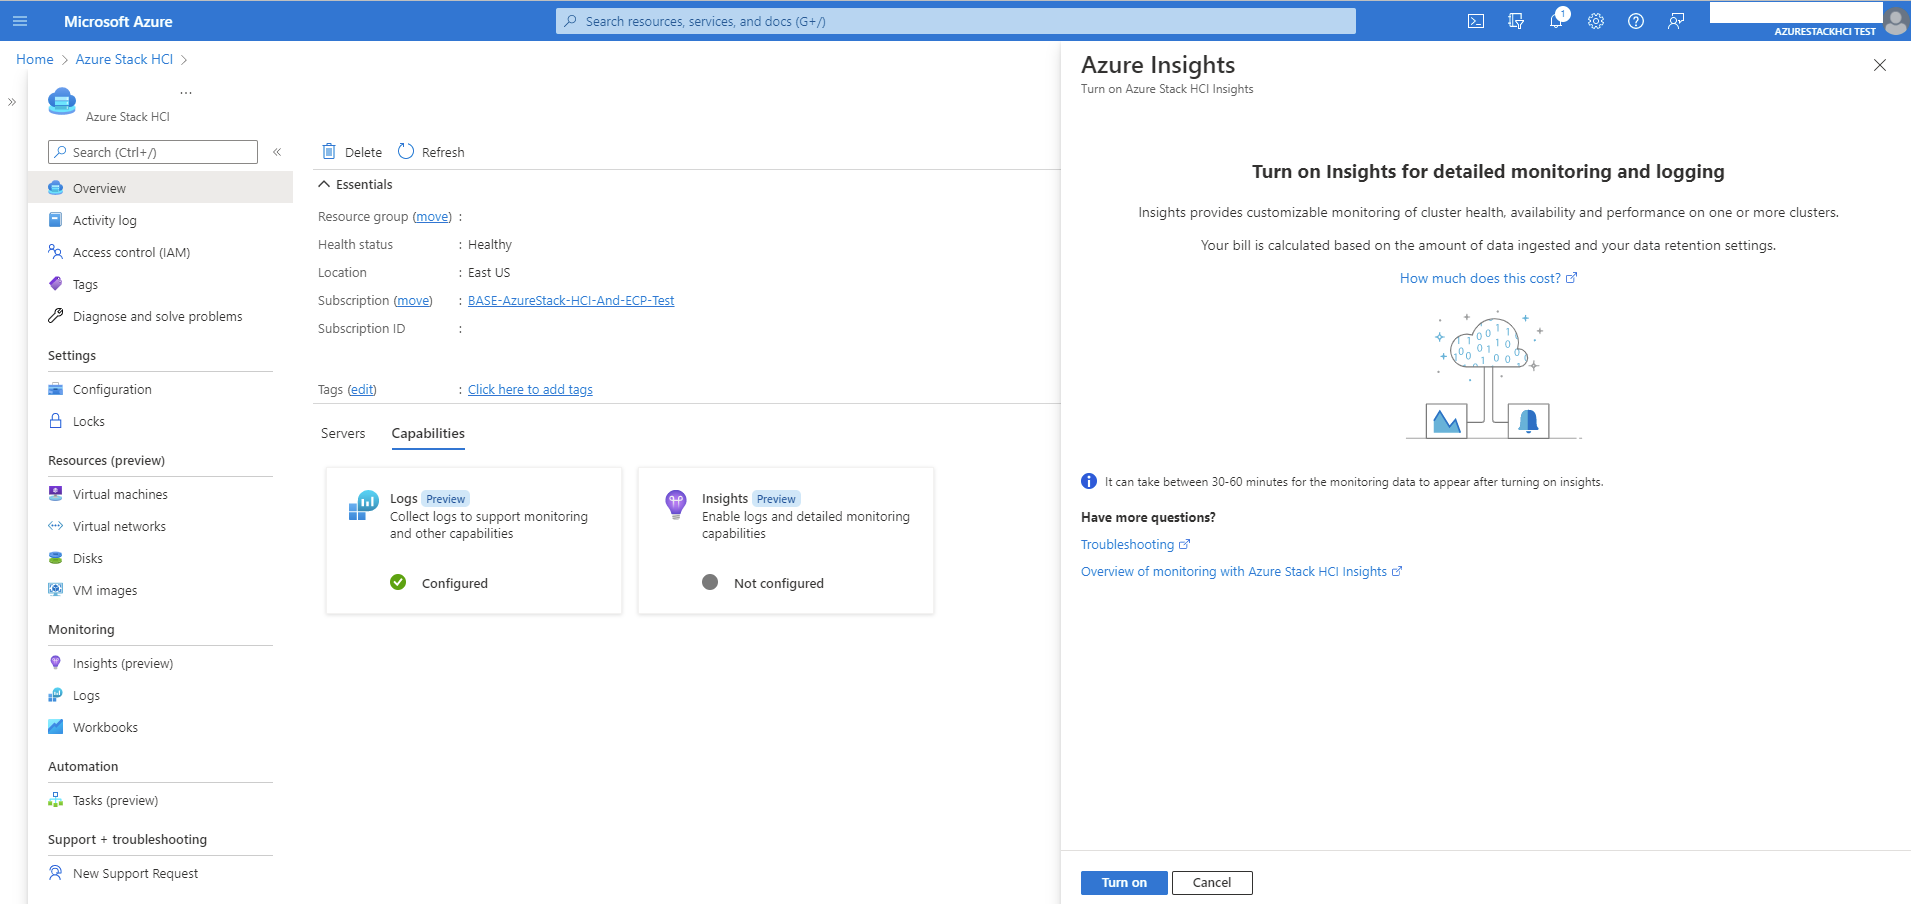 Microsoft Azure
Search resources, services, and docs (G+/)
1
AZURESTACKHCI TEST
Home > Azure Stack HCI >
...
Azure Stack HCI
Search (Ctrl+/)
«
»
Overview
Activity log
Access control (IAM)
Tags
Diagnose and solve problems
Settings
Configuration
Locks
Resources (preview)
Virtual machines
Virtual networks
Disks
VM images
Monitoring
Insights (preview)
Logs
Workbooks
Automation
Tasks (preview)
Support + troubleshooting
New Support Request
Delete
Refresh
Essentials
Resource group (move) :
Health status : Healthy
Location : East US
Subscription (move) : BASE-AzureStack-HCI-And-ECP-Test
Subscription ID :
Tags (edit) : Click here to add tags
Servers
Capabilities
Logs Preview
Collect logs to support monitoring
and other capabilities
Configured
Insights Preview
Enable logs and detailed monitoring
capabilities
Not configured
Azure Insights
Turn on Azure Stack HCI Insights
Turn on Insights for detailed monitoring and logging
Insights provides customizable monitoring of cluster health, availability and performance on one or more clusters.
Your bill is calculated based on the amount of data ingested and your data retention settings.
How much does this cost?
It can take between 30-60 minutes for the monitoring data to appear after turning on insights.
Have more questions?
Troubleshooting
Overview of monitoring with Azure Stack HCI Insights
Turn on
Cancel